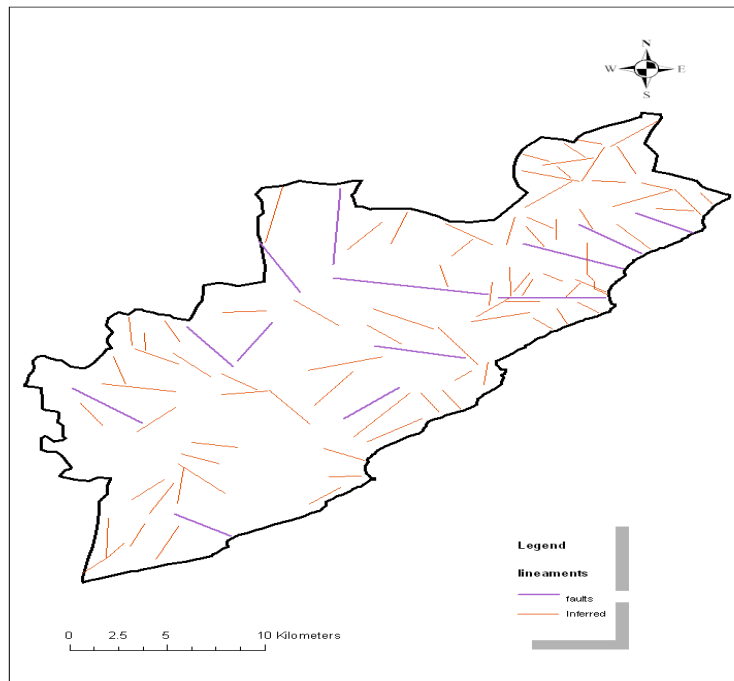 N
W E
S
Legend
lineaments
faults
Inferred
0 2.5 5 10 Kilometers